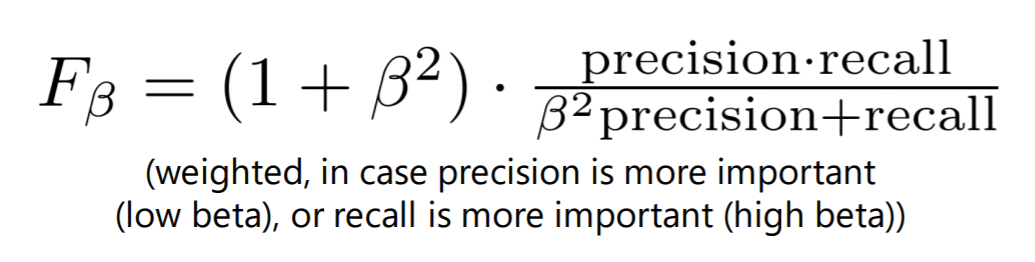 F_β = (1 + β²) · precision·recall / β²precision+recall
(weighted, in case precision is more important
(low beta), or recall is more important (high beta))